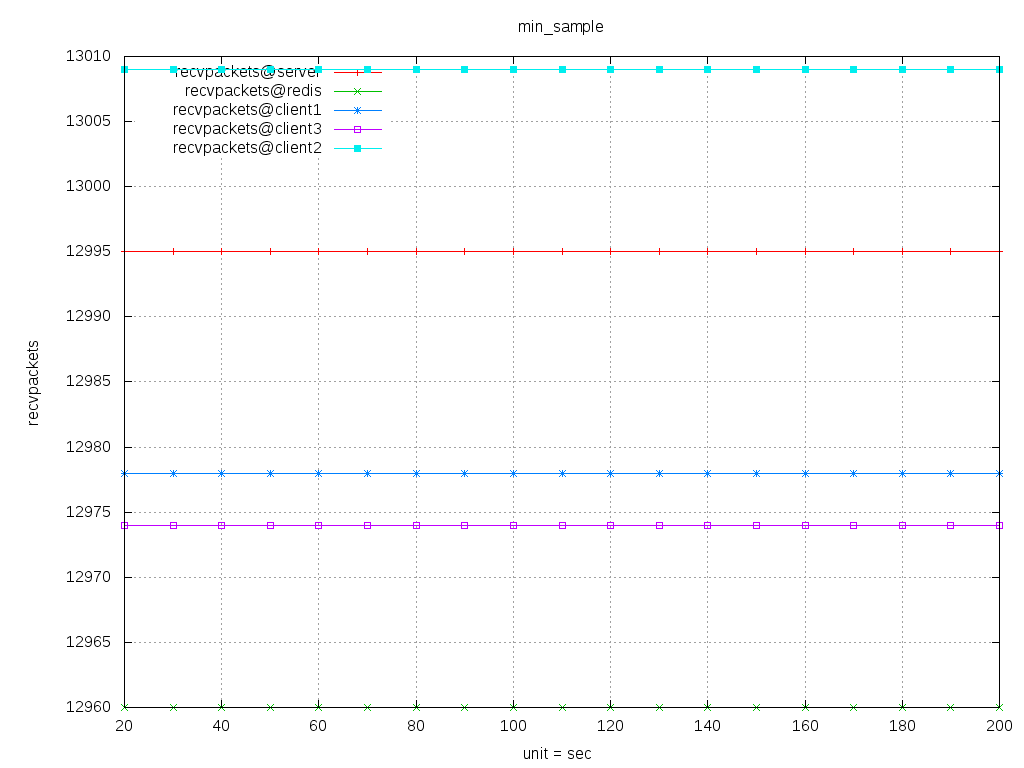 min_sample
13010
13005
13000
12995
12990
12985
12980
12975
12970
12965
12960
recvpackets
recvpackets@server
recvpackets@redis
recvpackets@client1
recvpackets@client3
recvpackets@client2
20 40 60 80 100 120 140 160 180 200
unit = sec